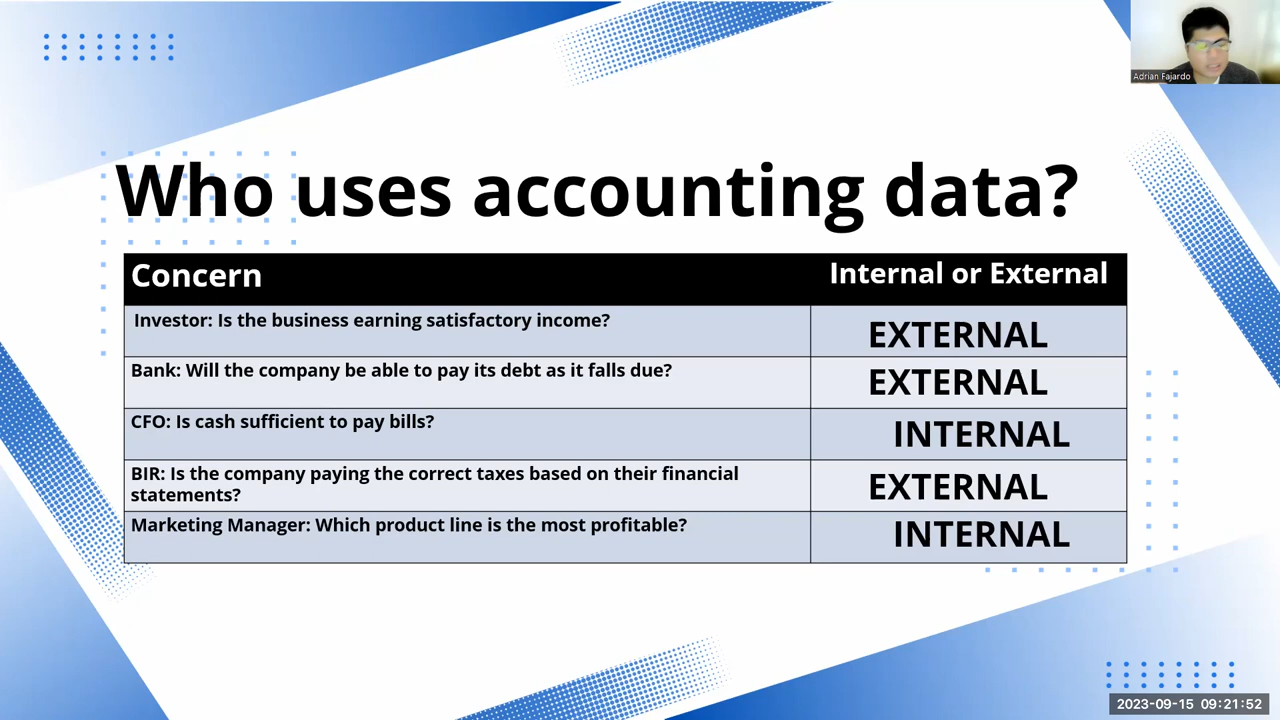 Adrian Fajardo
Who uses accounting data?
Concern
Internal or External
Investor: Is the business earning satisfactory income?
EXTERNAL
Bank: Will the company be able to pay its debt as it falls due?
EXTERNAL
CFO: Is cash sufficient to pay bills?
INTERNAL
BIR: Is the company paying the correct taxes based on their financial
statements?
EXTERNAL
Marketing Manager: Which product line is the most profitable?
INTERNAL
2023-09-15 09:21:52